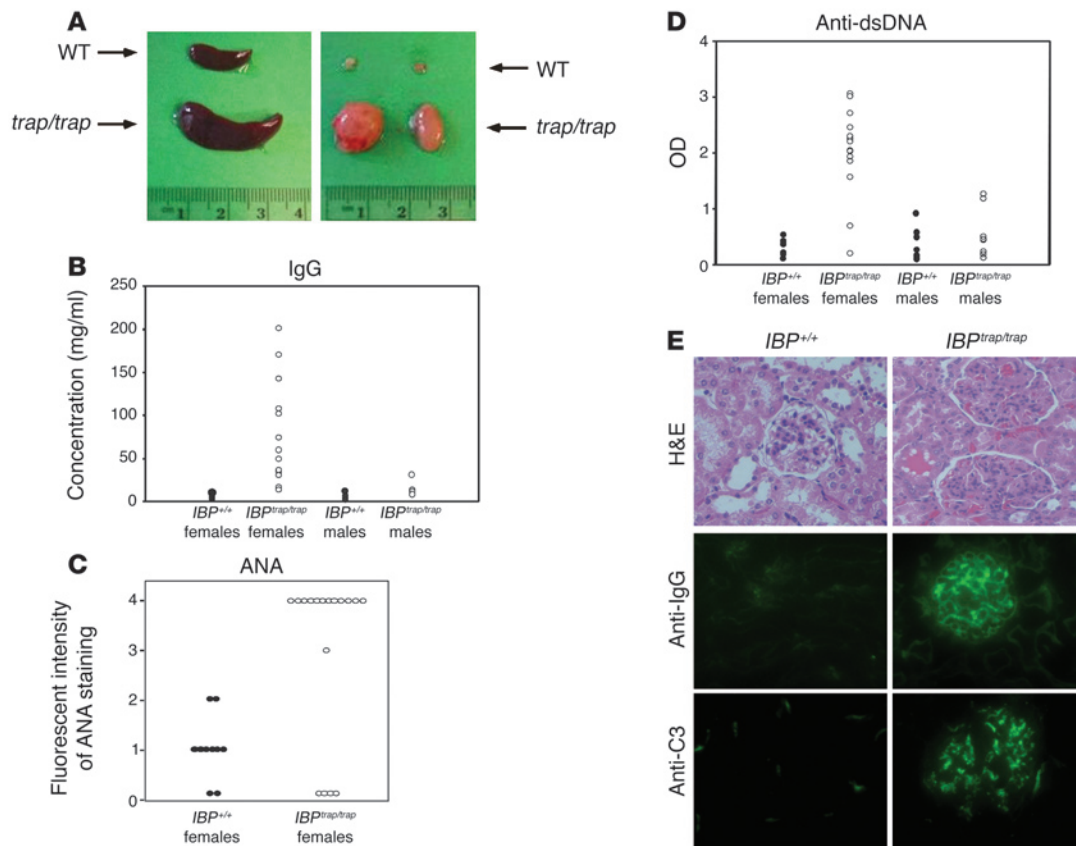 A
WT
trap/trap
WT
trap/trap
1 2 3 4
1 2 3
B
IgG
Concentration (mg/ml)
250
200
150
100
50
0
IBP+/+ females
IBPtrap/trap females
IBP+/+ males
IBPtrap/trap males
C
ANA
Fluorescent intensity of ANA staining
4
3
2
1
0
IBP+/+ females
IBPtrap/trap females
D
Anti-dsDNA
OD
4
3
2
1
0
IBP+/+ females
IBPtrap/trap females
IBP+/+ males
IBPtrap/trap males
E
IBP+/+
IBPtrap/trap
H&E
Anti-IgG
Anti-C3